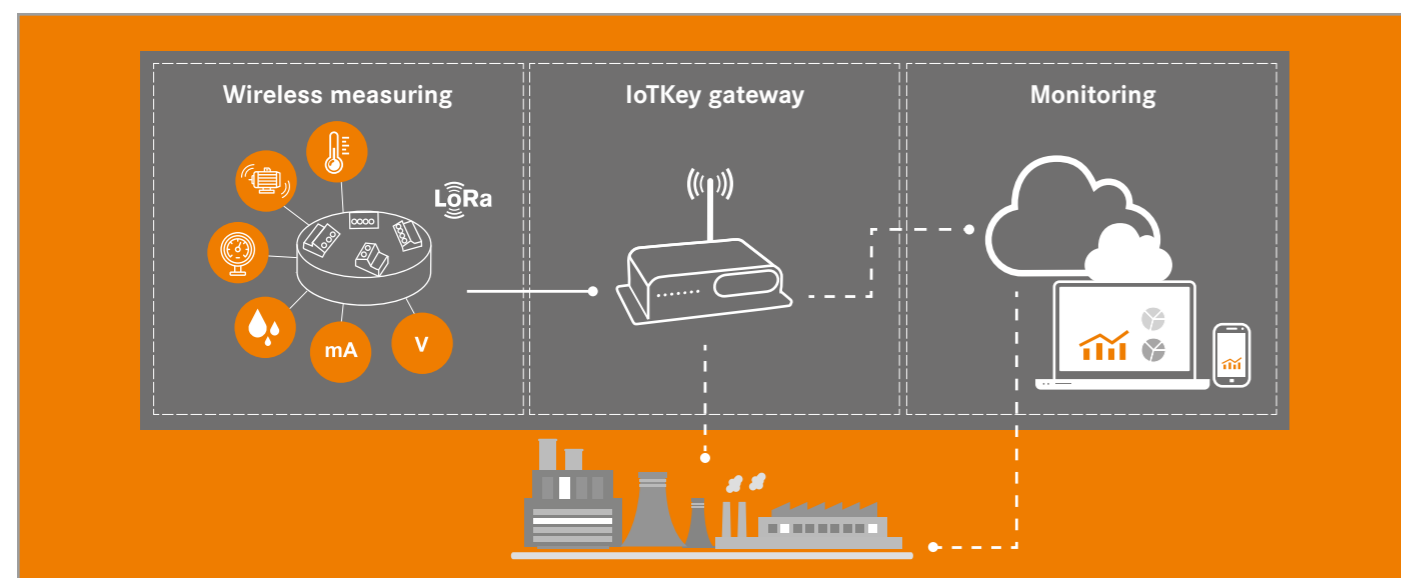 Wireless measuring
IoTKey gateway
Monitoring
LoRa
mA
V